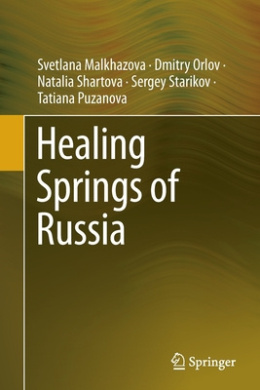 Svetlana Malkhazova · Dmitry Orlov ·
Natalia Shartova · Sergey Starikov ·
Tatiana Puzanova
Healing
Springs of
Russia
Springer